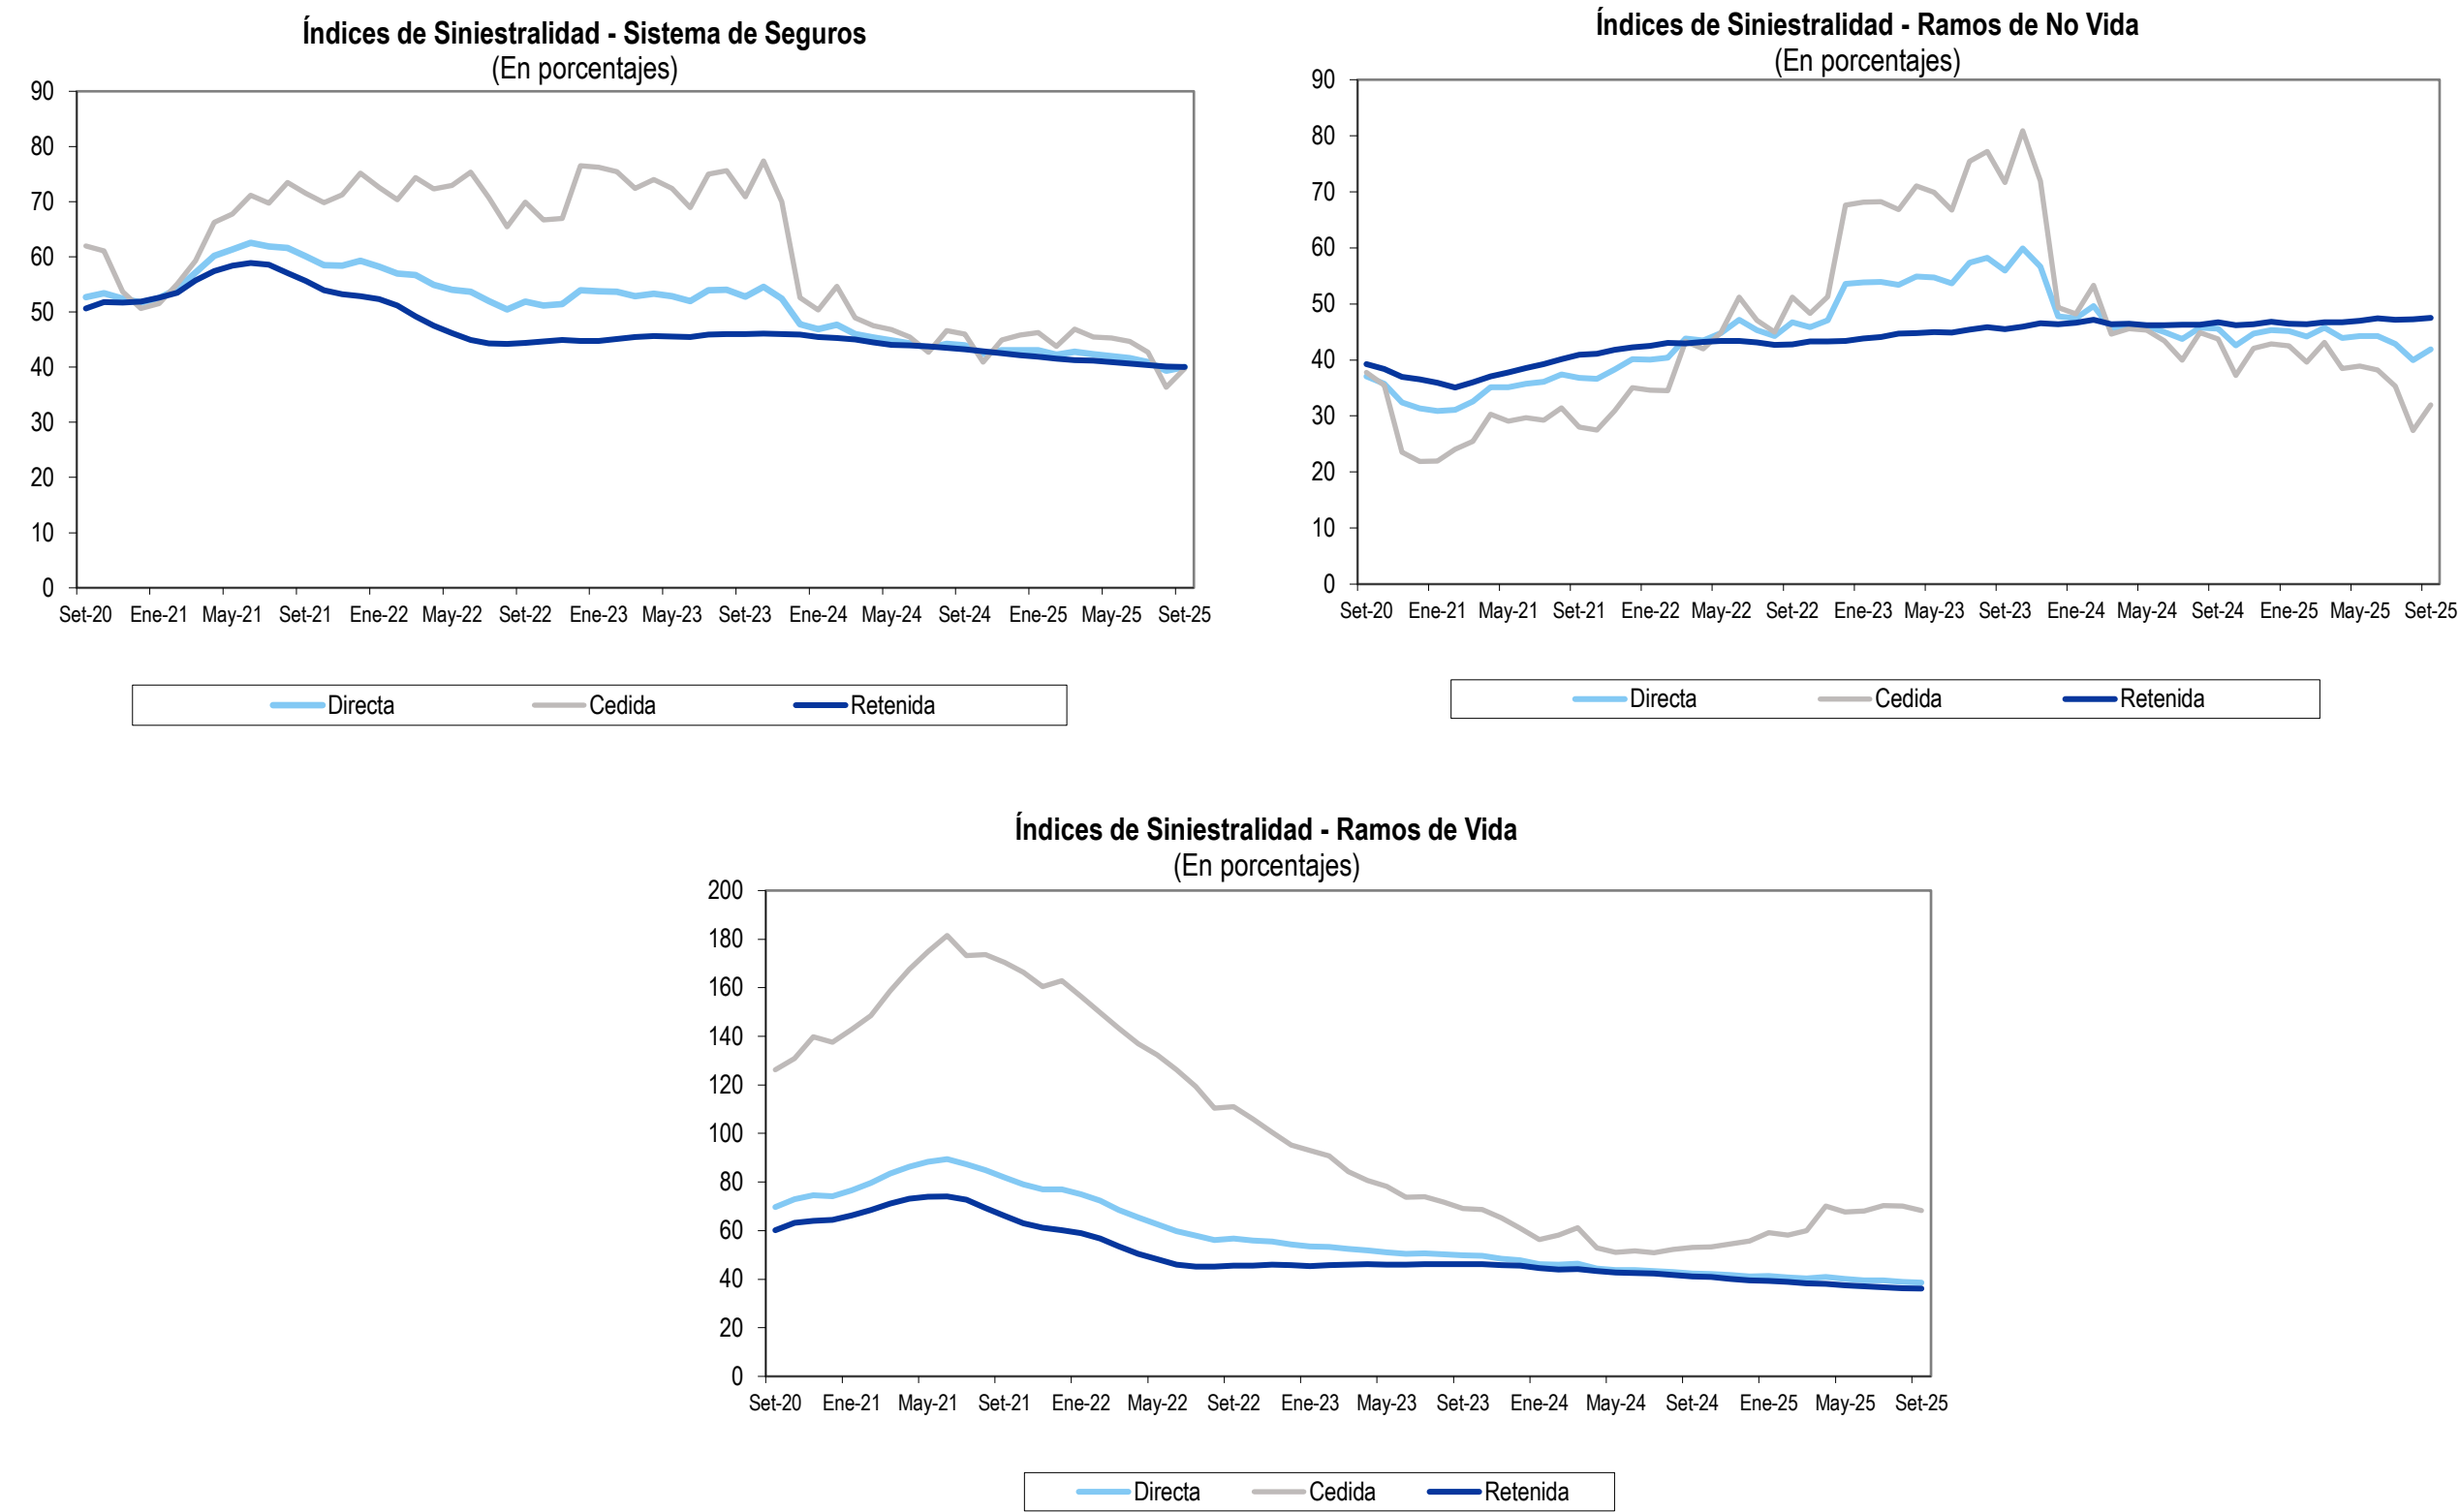 Índices de Siniestralidad - Sistema de Seguros
(En porcentajes)
90
80
70
60
50
40
30
20
10
0
Set-20 Ene-21 May-21 Set-21 Ene-22 May-22 Set-22 Ene-23 May-23 Set-23 Ene-24 May-24 Set-24 Ene-25 May-25 Set-25
Directa Cedida Retenida
Índices de Siniestralidad - Ramos de No Vida
(En porcentajes)
90
80
70
60
50
40
30
20
10
0
Set-20 Ene-21 May-21 Set-21 Ene-22 May-22 Set-22 Ene-23 May-23 Set-23 Ene-24 May-24 Set-24 Ene-25 May-25 Set-25
Directa Cedida Retenida
Índices de Siniestralidad - Ramos de Vida
(En porcentajes)
200
180
160
140
120
100
80
60
40
20
0
Set-20 Ene-21 May-21 Set-21 Ene-22 May-22 Set-22 Ene-23 May-23 Set-23 Ene-24 May-24 Set-24 Ene-25 May-25 Set-25
Directa Cedida Retenida